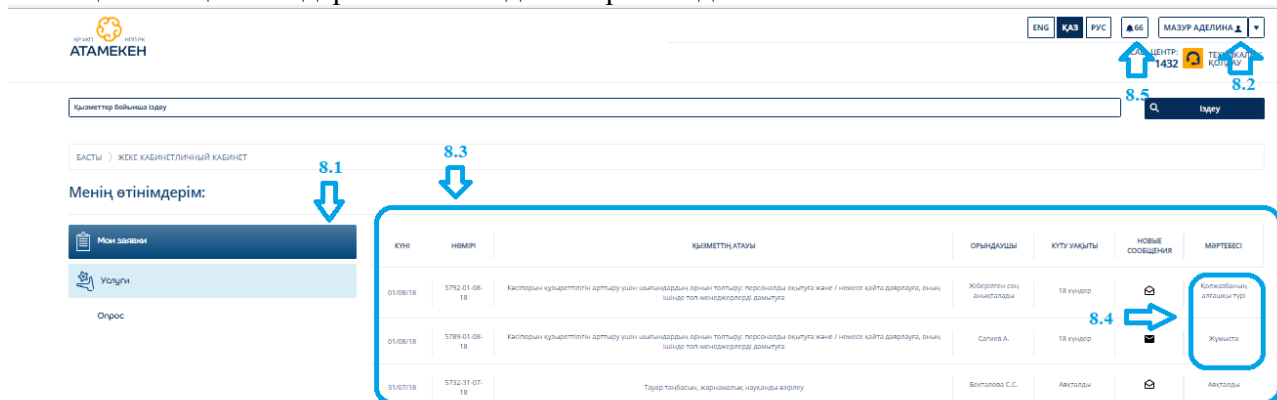 ҚР ҰКП НПП РК
АТАМЕКЕН
ENG ҚАЗ РУС 66 МАЗУР АДЕЛИНА
ЦЕНТР:
1432
8.5
8.2
Қызметтер бойынша іздеу
Іздеу
БАСТЫ 〉 ЖЕКЕ КАБИНЕТЛИЧНЫЙ КАБИНЕТ
8.1
8.3
Менің өтінімдерім:
Мои заявки
Услуги
Опрос
КҮНІ НӨМІРІ ҚЫЗМЕТТІҢ АТАУЫ ОРЫНДАУШЫ КҮТУ УАҚЫТЫ НОВЫЕ СООБЩЕНИЯ МӘРТЕБЕСІ
01/08/18 5792-01-08-18 Кәсіпорын құзыреттілігін арттыру үшін шығындардың орнын толтыру: персоналды оқытуға және / немесе қайта даярлауға, оның ішінде топ-менеджерлерді дамытуға Жіберілген соң анықталады 18 күндер Қолжазбаның алғашқы түрі
8.4
01/08/18 5789-01-08-18 Кәсіпорын құзыреттілігін арттыру үшін шығындардың орнын толтыру: персоналды оқытуға және / немесе қайта даярлауға, оның ішінде топ-менеджерлерді дамытуға Сагиев А. 18 күндер Жұмыста
31/07/18 5732-31-07-18 Тауар таңбасын, жарнамалық науқанды әзірлеу Бекталова С.С. Аяқталды Аяқталды